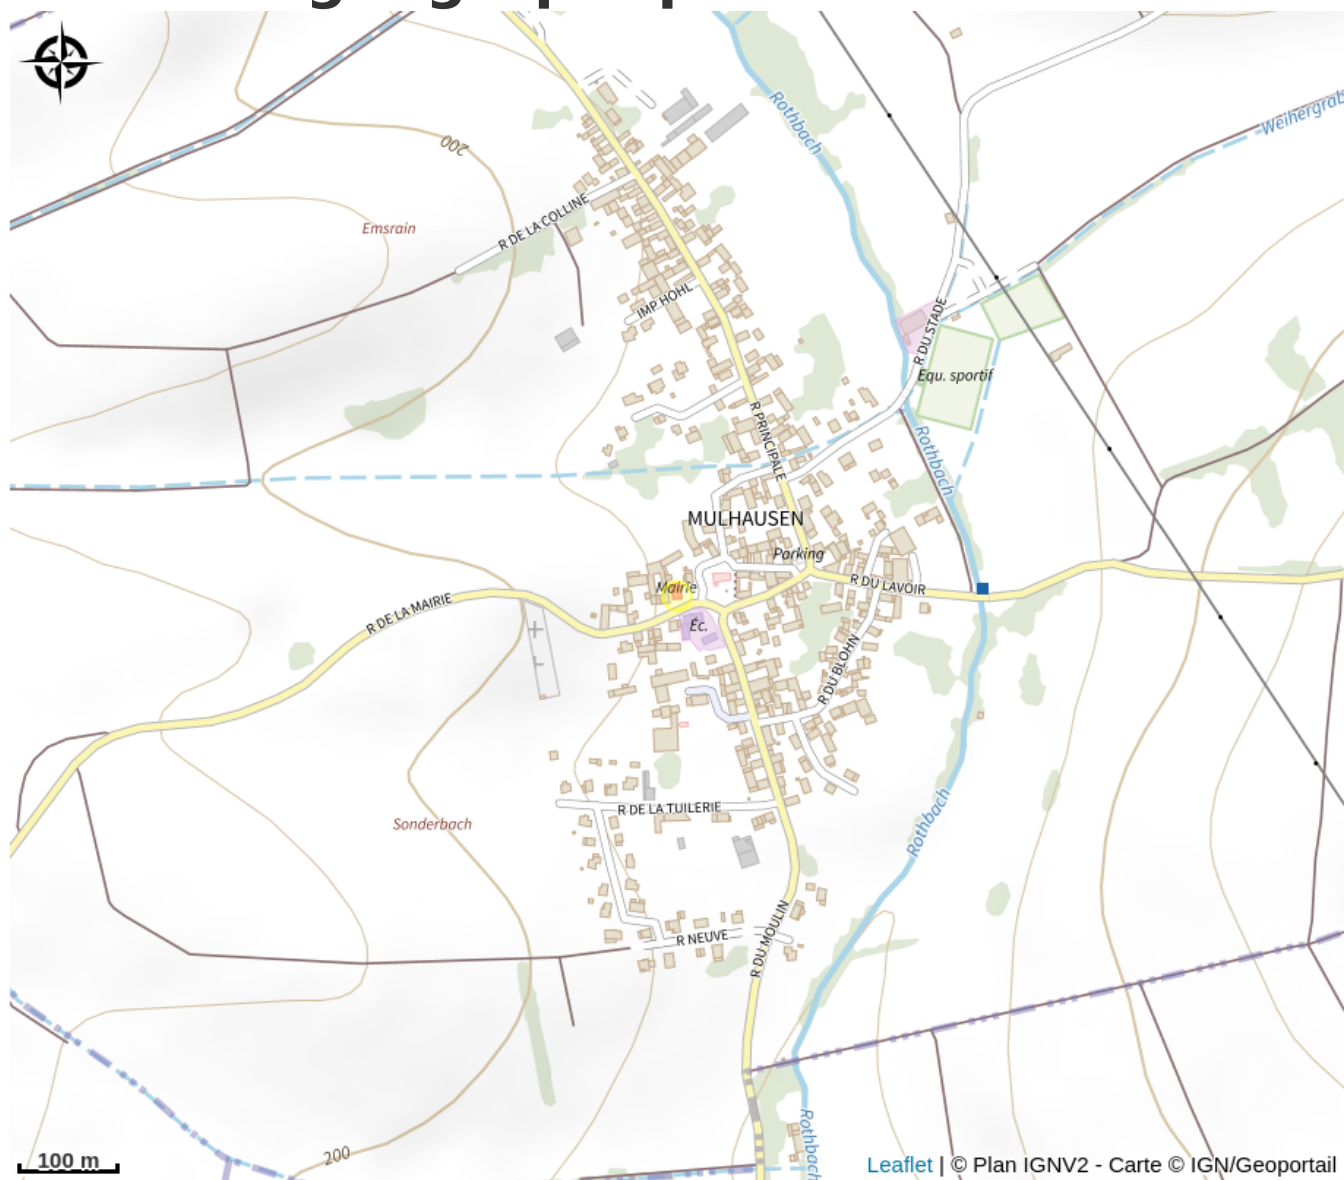 Rothbach
Weihergrab
200
R DE LA COLLINE
Emsrain
IMP HOHL
R DU STADE
Equ. sportif
R PRINCIPALE
Rothbach
MULHAUSEN
Parking
Mairie
R DU LAVOIR
R DE LA MAIRIE
Éc.
R DU BLOHN
R DE LA TUILERIE
Sonderbach
Rothbach
R NEUVE
R DU MOULIN
Rothbach
200
100 m
Leaflet | © Plan IGNV2 - Carte © IGN/Geoportail